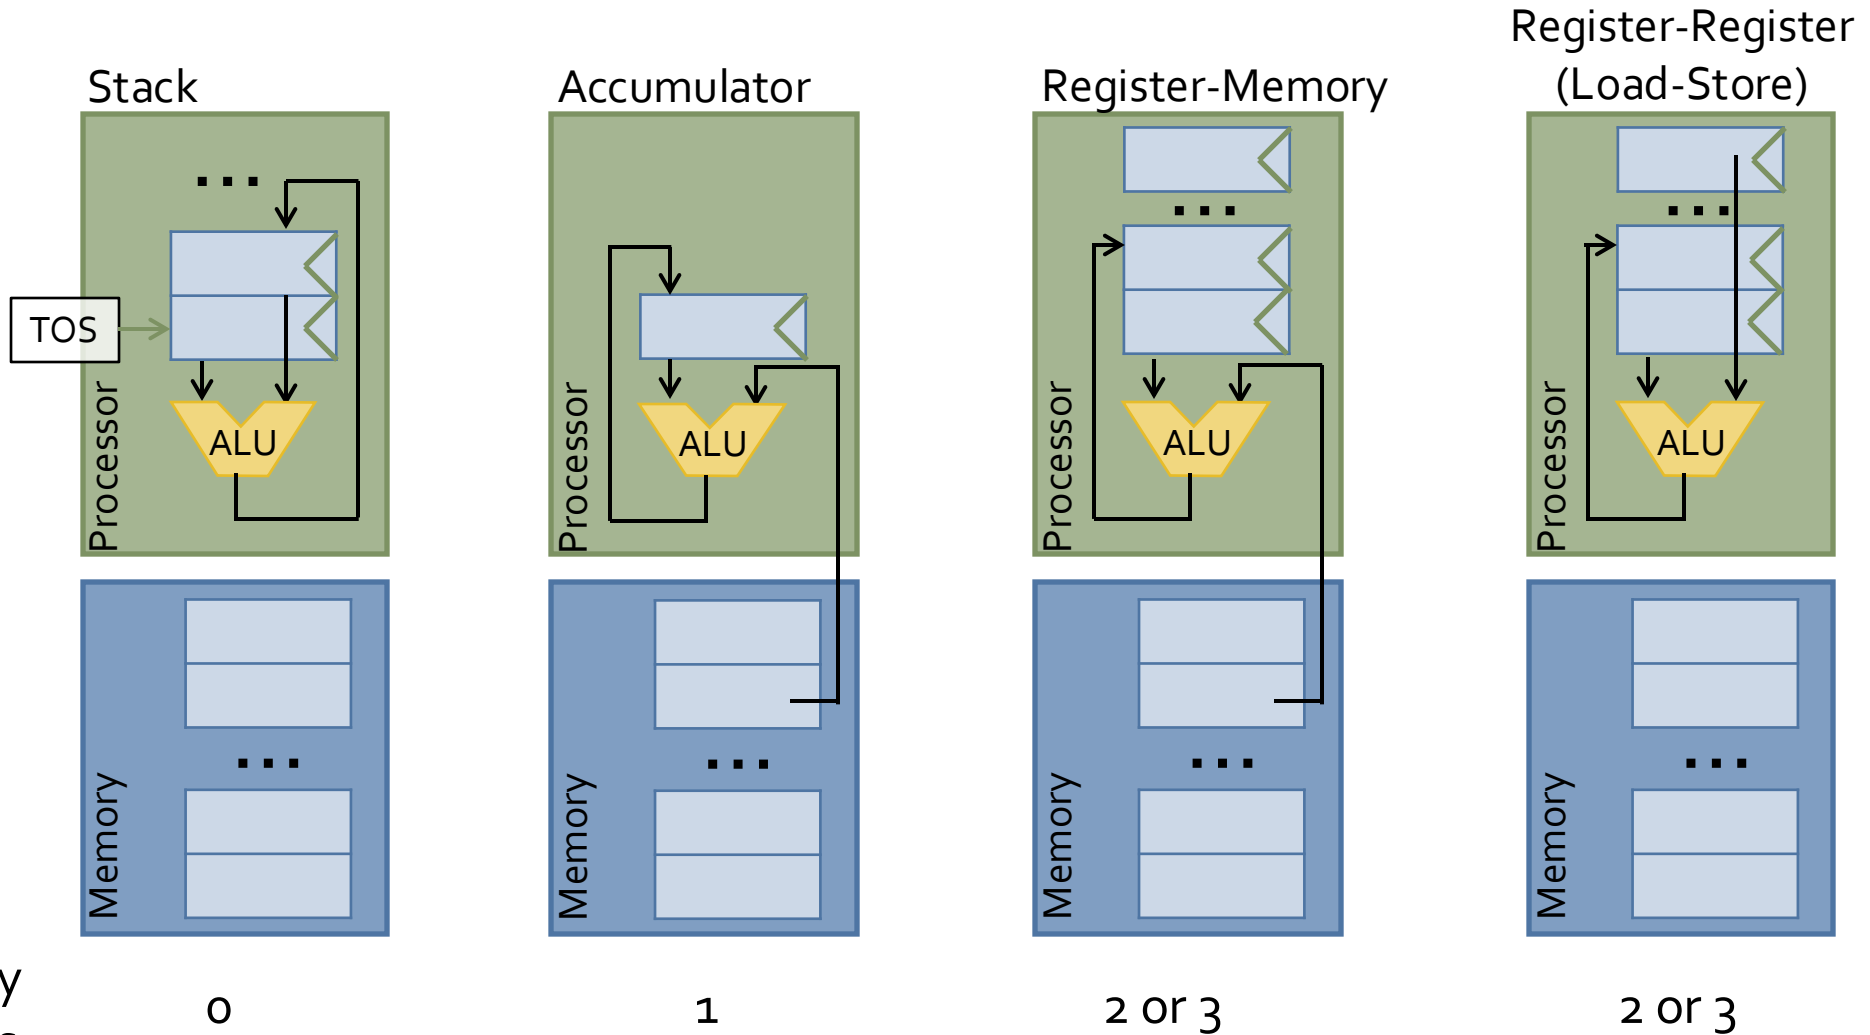 Register-Register
Stack
Accumulator
Register-Memory
(Load-Store)
TOS
ALU
ALU
ALU
ALU
Processor
Processor
Processor
Processor
Memory
Memory
Memory
Memory
y
0
1
2 or 3
2 or 3